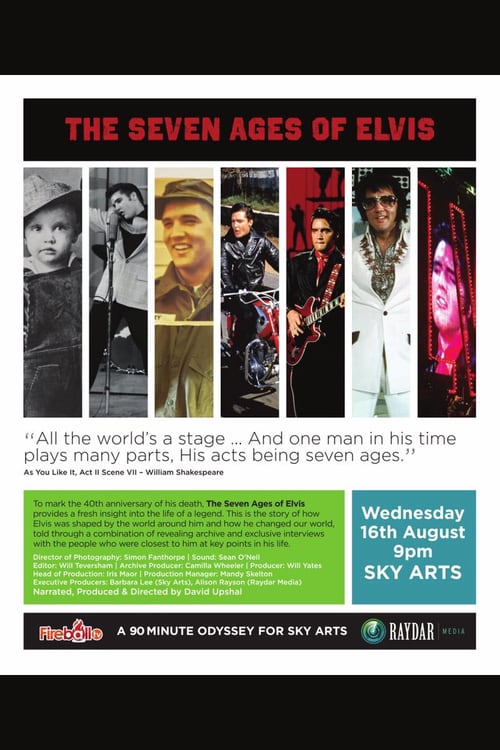 THE SEVEN AGES OF ELVIS
“All the world’s a stage ... And one man in his time
plays many parts, His acts being seven ages.”
As You Like It, Act II Scene VII – William Shakespeare
To mark the 40th anniversary of his death, The Seven Ages of Elvis
provides a fresh insight into the life of a legend. This is the story of how
Elvis was shaped by the world around him and how he changed our world,
told through a combination of revealing archive and exclusive interviews
with the people who were closest to him at key points in his life.
Director of Photography: Simon Fanthorpe | Sound: Sean O'Neil
Editor: Will Teversham | Archive Producer: Camilla Wheeler | Producer: Will Yates
Head of Production: Iris Maor | Production Manager: Mandy Skelton
Executive Producers: Barbara Lee (Sky Arts), Alison Rayson (Raydar Media)
Narrated, Produced & Directed by David Upshal
Wednesday
16th August
9pm
SKY ARTS
Fireball tv
A 90 MINUTE ODYSSEY FOR SKY ARTS
RAYDAR MEDIA